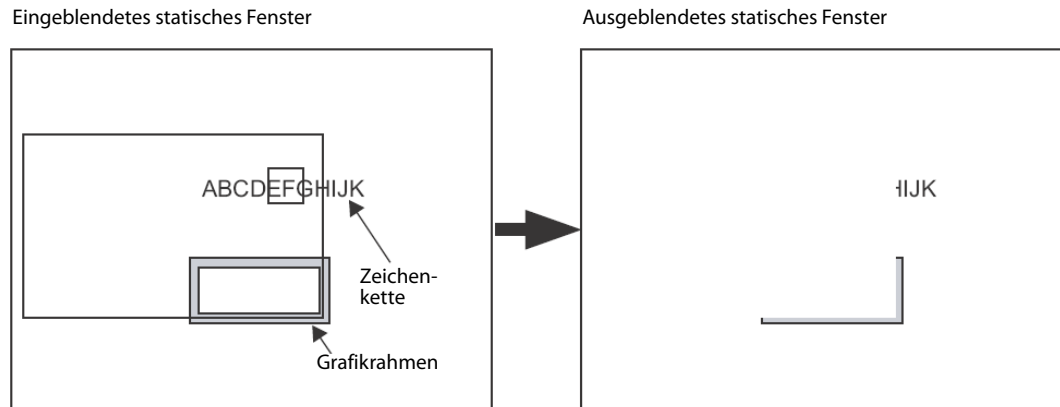 Eingeblendetes statisches Fenster
Ausgeblendetes statisches Fenster
ABCDEFGHIJK
HIJK
Zeichen-
kette
Grafikrahmen